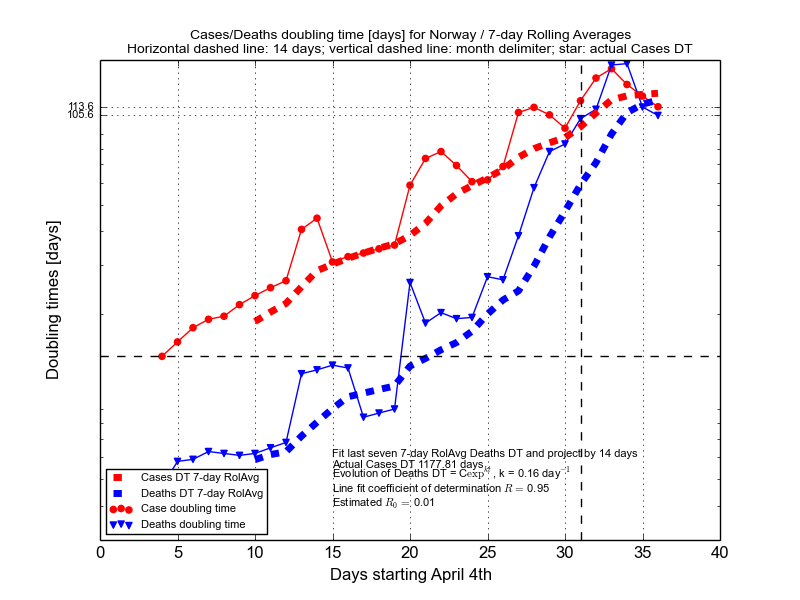 Cases/Deaths doubling time [days] for Norway / 7-day Rolling Averages
Horizontal dashed line: 14 days; vertical dashed line: month delimiter; star: actual Cases DT
113.6
105.6
Doubling times [days]
Fit last seven 7-day RolAvg Deaths DT and project by 14 days
Actual Cases DT 1177.81 days
Evolution of Deaths DT = Cexp^kt, k = 0.16 day^-1
Line fit coefficient of determination R = 0.95
Estimated R_0 = 0.01
Cases DT 7-day RolAvg
Deaths DT 7-day RolAvg
Case doubling time
Deaths doubling time
0 5 10 15 20 25 30 35 40
Days starting April 4th